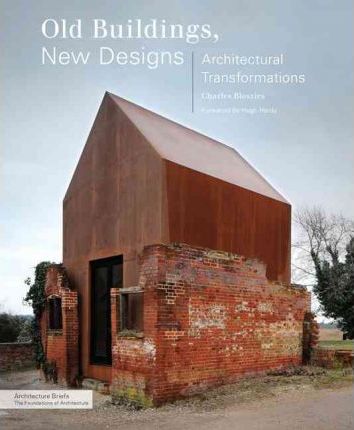 Old Buildings,
New Designs
Architectural
Transformations
Charles Bloszies
Foreword by Hugh Hardy
Architecture Briefs
The Foundations of Architecture